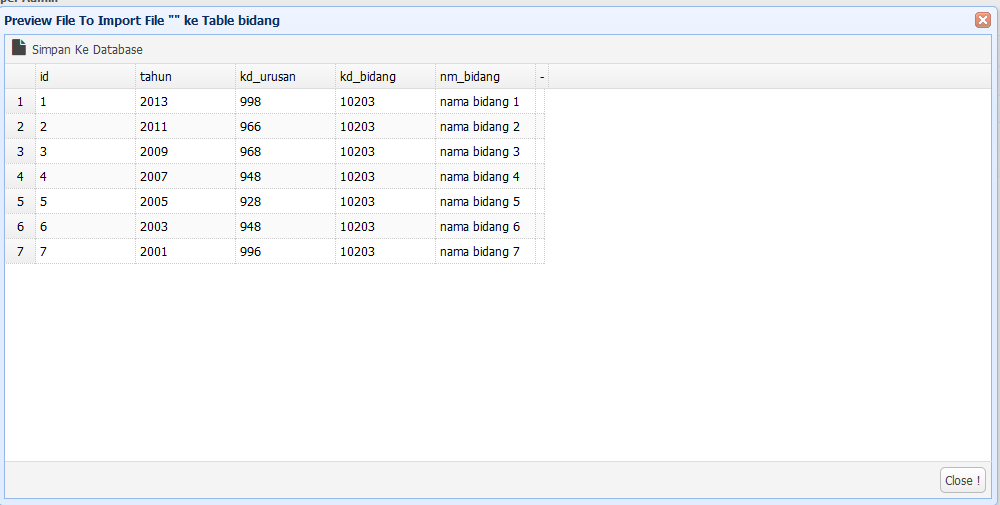 per Admin
Preview File To Import File "" ke Table bidang
Simpan Ke Database
id tahun kd_urusan kd_bidang nm_bidang -
1 1 2013 998 10203 nama bidang 1
2 2 2011 966 10203 nama bidang 2
3 3 2009 968 10203 nama bidang 3
4 4 2007 948 10203 nama bidang 4
5 5 2005 928 10203 nama bidang 5
6 6 2003 948 10203 nama bidang 6
7 7 2001 996 10203 nama bidang 7
Close !